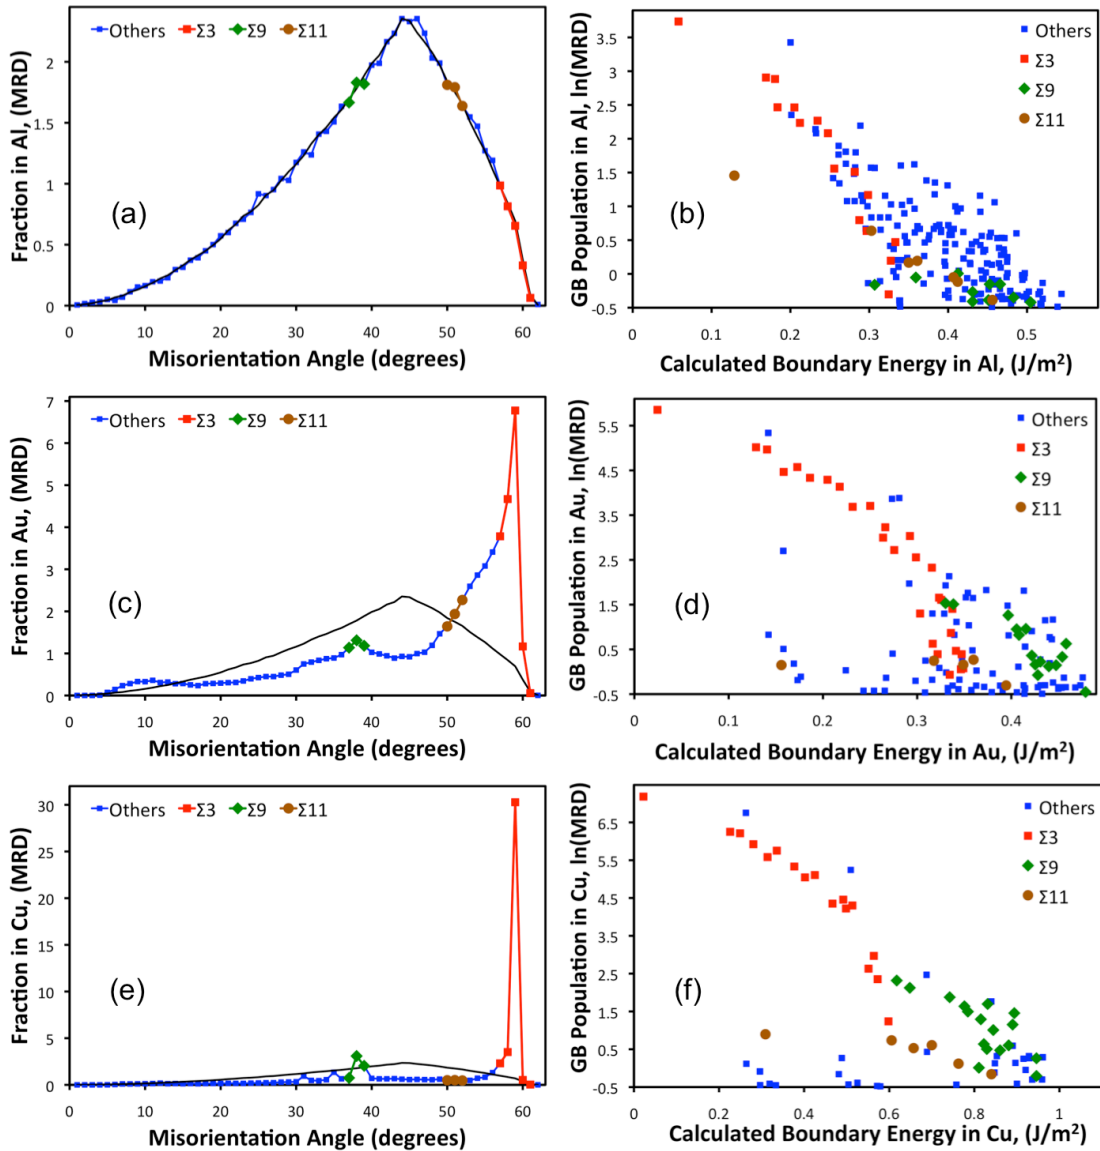 Fraction in Al, (MRD)
2
1.5
1
0.5
0
Others Σ3 Σ9 Σ11
(a)
0 10 20 30 40 50 60
Misorientation Angle (degrees)
GB Population in Al, ln(MRD)
3.5
3
2.5
2
1.5
1
0.5
0
-0.5
Others
Σ3
Σ9
Σ11
(b)
0 0.1 0.2 0.3 0.4 0.5
Calculated Boundary Energy in Al, (J/m²)
Fraction in Au, (MRD)
7
6
5
4
3
2
1
0
Others Σ3 Σ9 Σ11
(c)
0 10 20 30 40 50 60
Misorientation Angle (degrees)
GB Population in Au, ln(MRD)
5.5
4.5
3.5
2.5
1.5
0.5
-0.5
Others
Σ3
Σ9
Σ11
(d)
0 0.1 0.2 0.3 0.4
Calculated Boundary Energy in Au, (J/m²)
Fraction in Cu, (MRD)
30
25
20
15
10
5
0
Others Σ3 Σ9 Σ11
(e)
0 10 20 30 40 50 60
Misorientation Angle (degrees)
GB Population in Cu, ln(MRD)
6.5
5.5
4.5
3.5
2.5
1.5
0.5
-0.5
Others
Σ3
Σ9
Σ11
(f)
0 0.2 0.4 0.6 0.8 1
Calculated Boundary Energy in Cu, (J/m²)